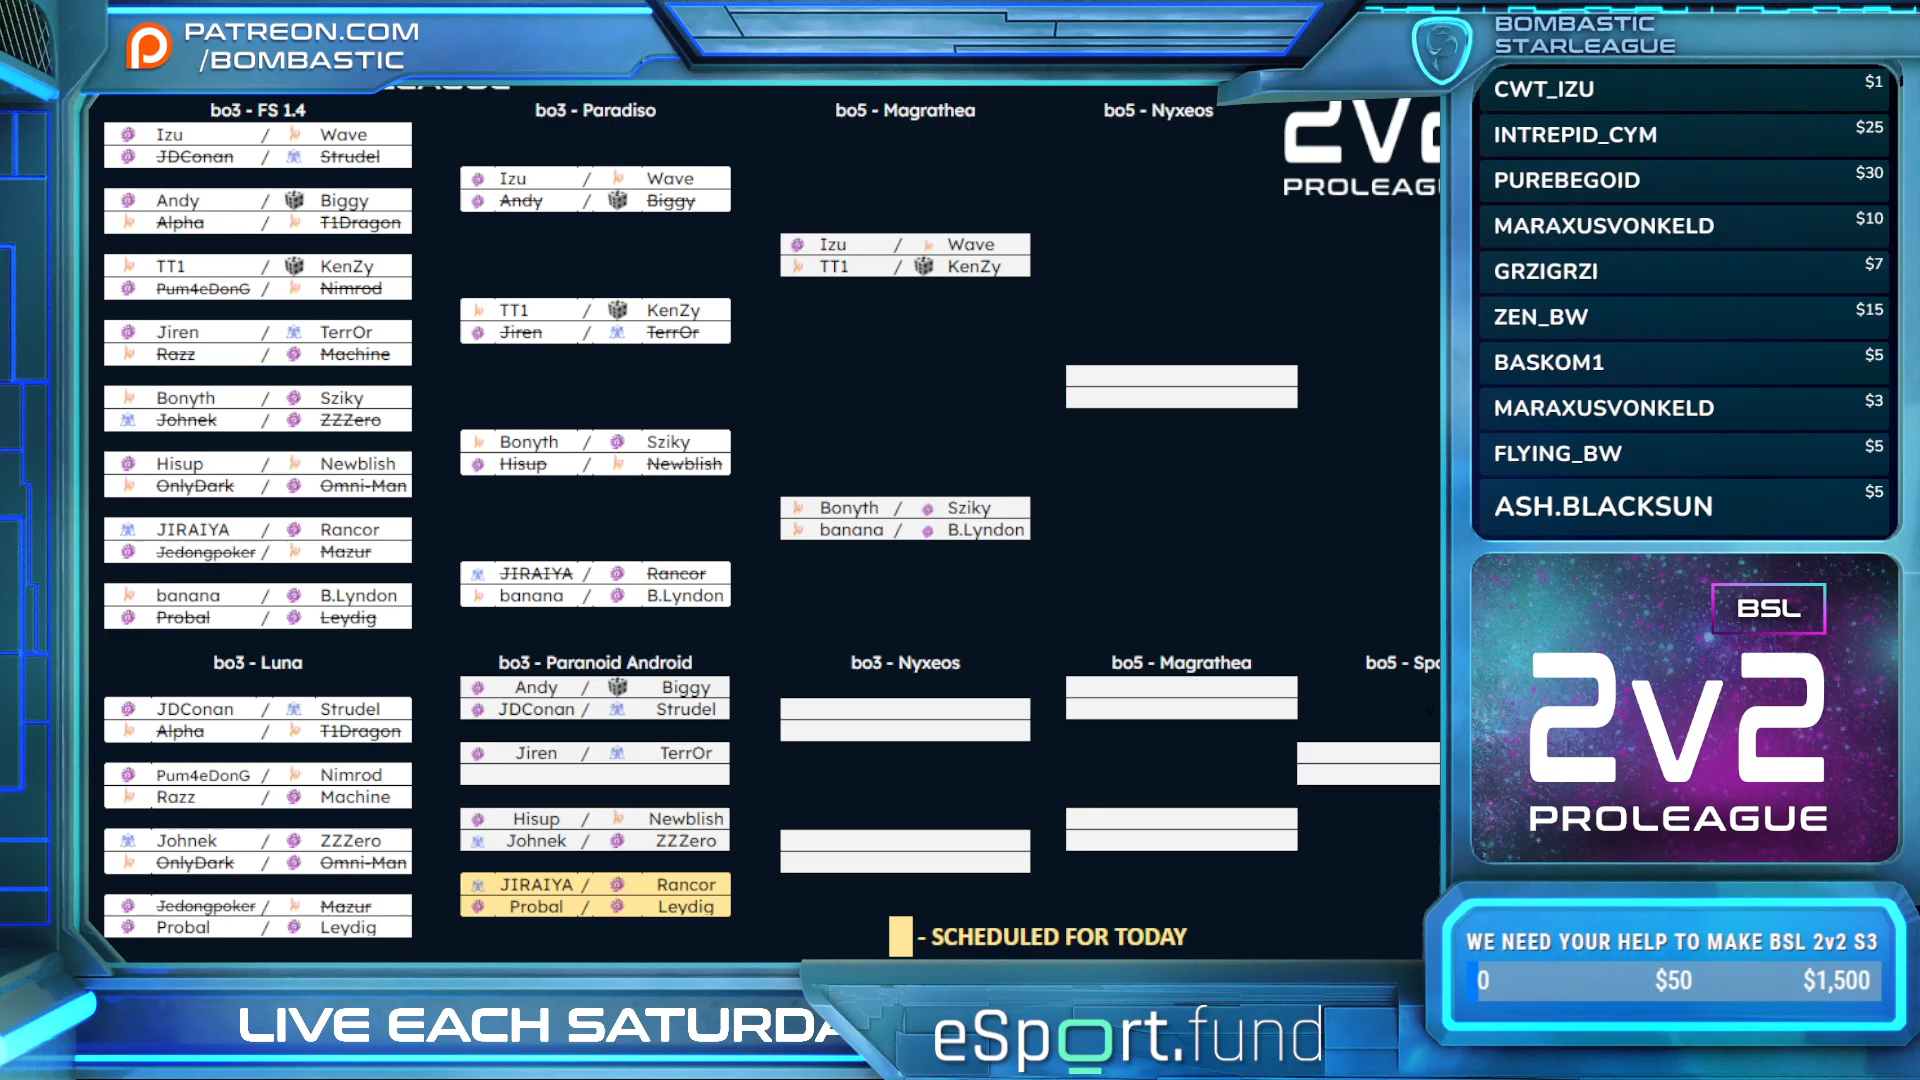 PATREON.COM
/BOMBASTIC
BOMBASTIC
STARLEAGUE
bo3 - FS 1.4
Izu / Wave
JDConan / Strudel
Andy / Biggy
Alpha / T1Dragon
TT1 / KenZy
Pum4eDonG / Nimrod
Jiren / TerrOr
Razz / Machine
Bonyth / Sziky
Johnek / ZZZero
Hisup / Newblish
OnlyDark / Omni-Man
JIRAIYA / Rancor
Jedongpoker / Mazur
banana / B.Lyndon
Probal / Leydig
bo3 - Paradiso
Izu / Wave
Andy / Biggy
TT1 / KenZy
Jiren / TerrOr
Bonyth / Sziky
Hisup / Newblish
JIRAIYA / Rancor
banana / B.Lyndon
bo5 - Magrathea
Izu / Wave
TT1 / KenZy
Bonyth / Sziky
banana / B.Lyndon
bo5 - Nyxeos
2v2
PROLEAGU
bo3 - Luna
JDConan / Strudel
Alpha / T1Dragon
Pum4eDonG / Nimrod
Razz / Machine
Johnek / ZZZero
OnlyDark / Omni-Man
Jedongpoker / Mazur
Probal / Leydig
bo3 - Paranoid Android
Andy / Biggy
JDConan / Strudel
Jiren / TerrOr
Hisup / Newblish
Johnek / ZZZero
JIRAIYA / Rancor
Probal / Leydig
bo3 - Nyxeos
bo5 - Magrathea
bo5 - Spo
- SCHEDULED FOR TODAY
CWT_IZU $1
INTREPID_CYM $25
PUREBEGOID $30
MARAXUSVONKELD $10
GRZIGRZI $7
ZEN_BW $15
BASKOM1 $5
MARAXUSVONKELD $3
FLYING_BW $5
ASH.BLACKSUN $5
BSL
2v2
PROLEAGUE
WE NEED YOUR HELP TO MAKE BSL 2v2 S3
0 $50 $1,500
LIVE EACH SATURDA
eSport.fund